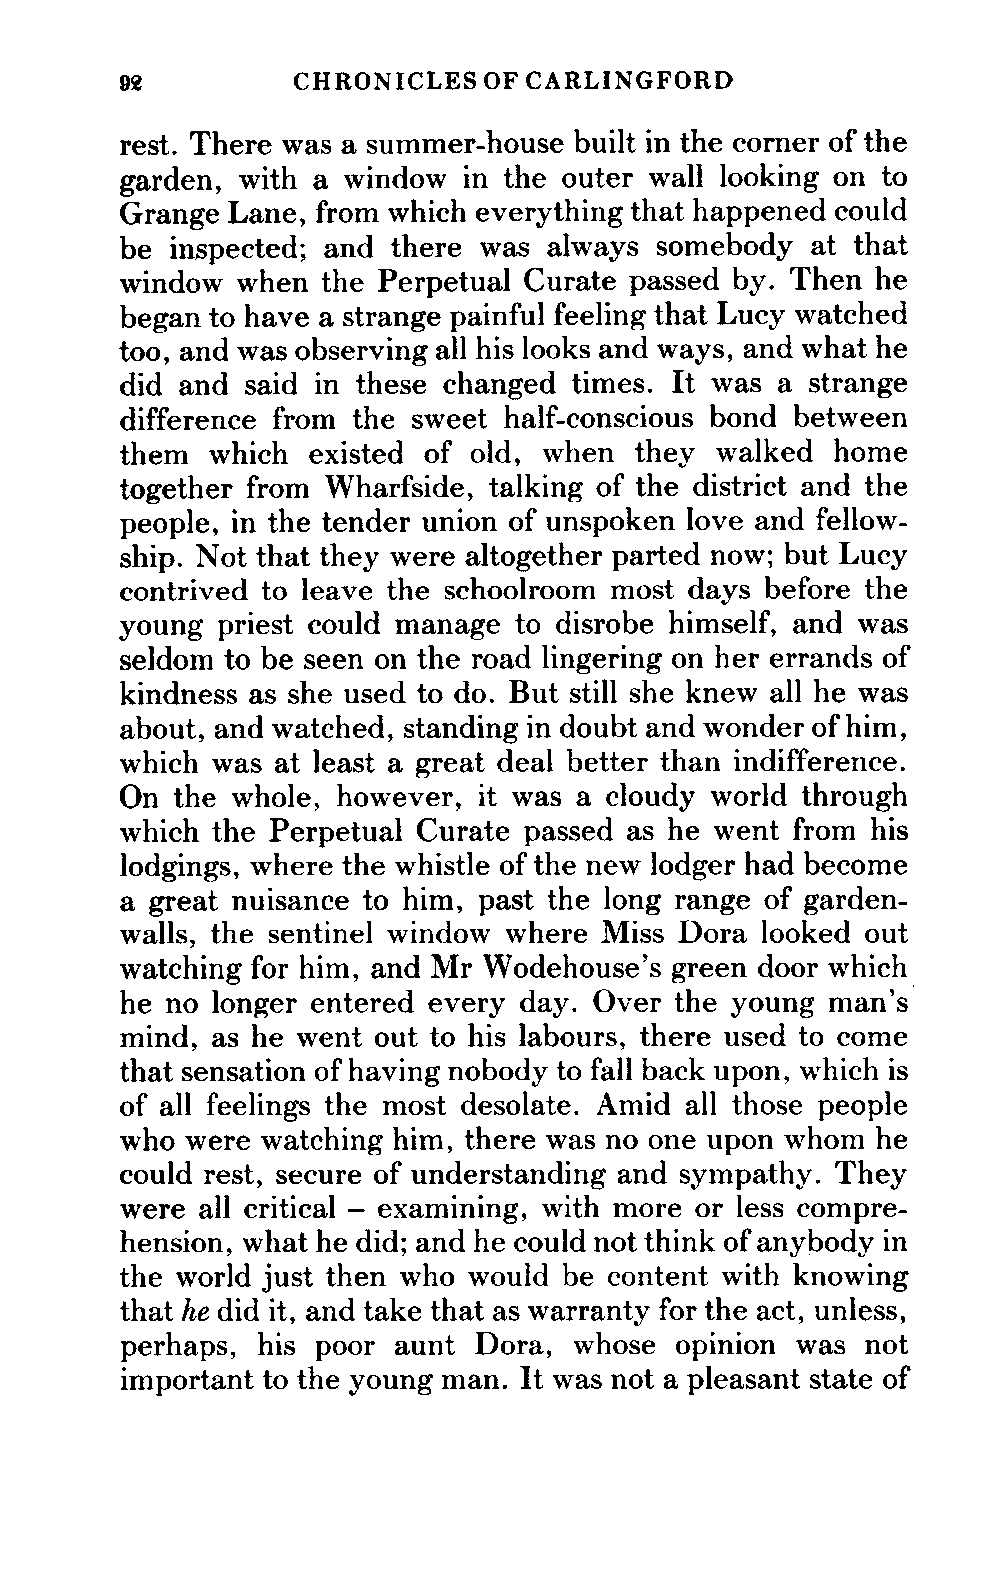 92 CHRONICLES OF CARLINGFORD
rest. There was a summer-house built in the corner of the
garden, with a window in the outer wall looking on to
Grange Lane, from which everything that happened could
be inspected; and there was always somebody at that
window when the Perpetual Curate passed by. Then he
began to have a strange painful feeling that Lucy watched
too, and was observing all his looks and ways, and what he
did and said in these changed times. It was a strange
difference from the sweet half-conscious bond between
them which existed of old, when they walked home
together from Wharfside, talking of the district and the
people, in the tender union of unspoken love and fellow-
ship. Not that they were altogether parted now; but Lucy
contrived to leave the schoolroom most days before the
young priest could manage to disrobe himself, and was
seldom to be seen on the road lingering on her errands of
kindness as she used to do. But still she knew all he was
about, and watched, standing in doubt and wonder of him,
which was at least a great deal better than indifference.
On the whole, however, it was a cloudy world through
which the Perpetual Curate passed as he went from his
lodgings, where the whistle of the new lodger had become
a great nuisance to him, past the long range of garden-
walls, the sentinel window where Miss Dora looked out
watching for him, and Mr Wodehouse's green door which
he no longer entered every day. Over the young man's
mind, as he went out to his labours, there used to come
that sensation of having nobody to fall back upon, which is
of all feelings the most desolate. Amid all those people
who were watching him, there was no one upon whom he
could rest, secure of understanding and sympathy. They
were all critical – examining, with more or less compre-
hension, what he did; and he could not think of anybody in
the world just then who would be content with knowing
that he did it, and take that as warranty for the act, unless,
perhaps, his poor aunt Dora, whose opinion was not
important to the young man. It was not a pleasant state of